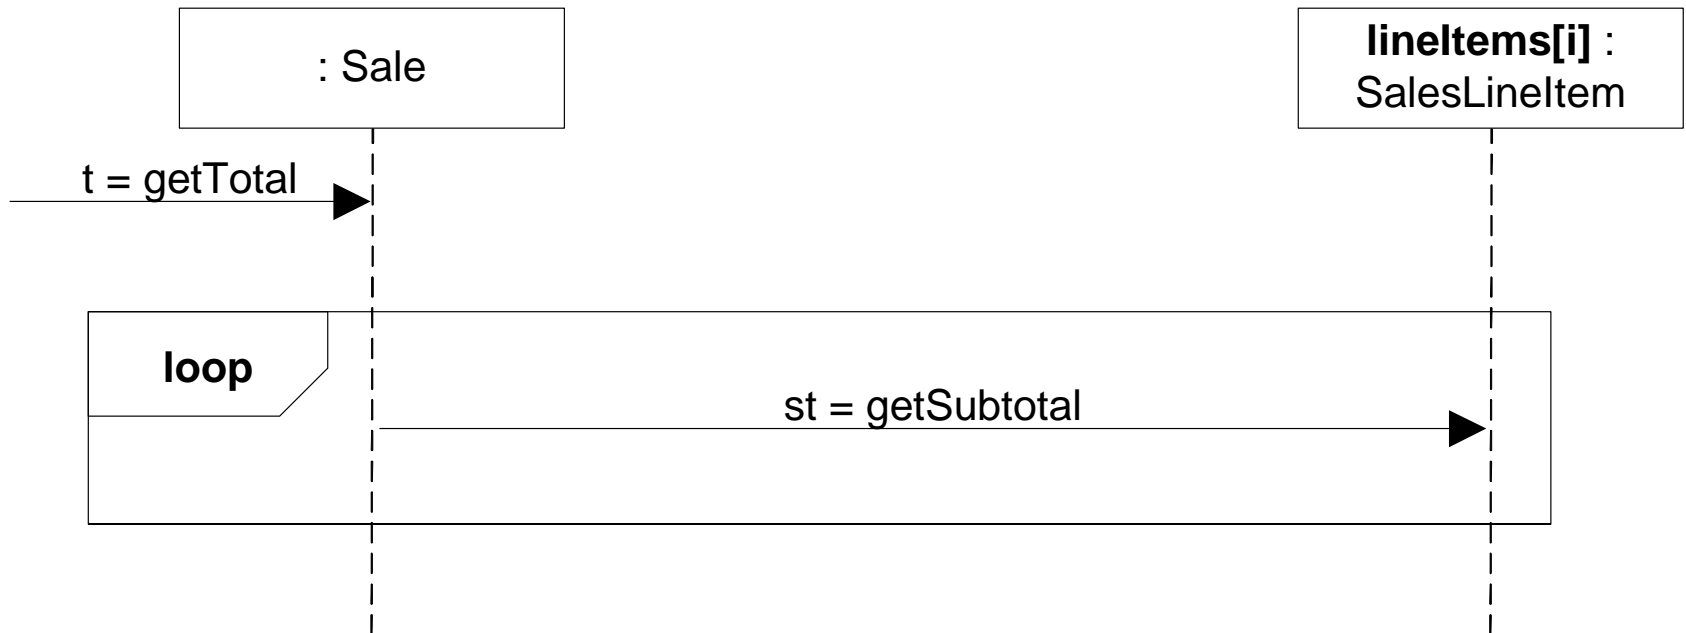 : Sale
lineItems[i] :
SalesLineItem
t = getTotal
loop
st = getSubtotal